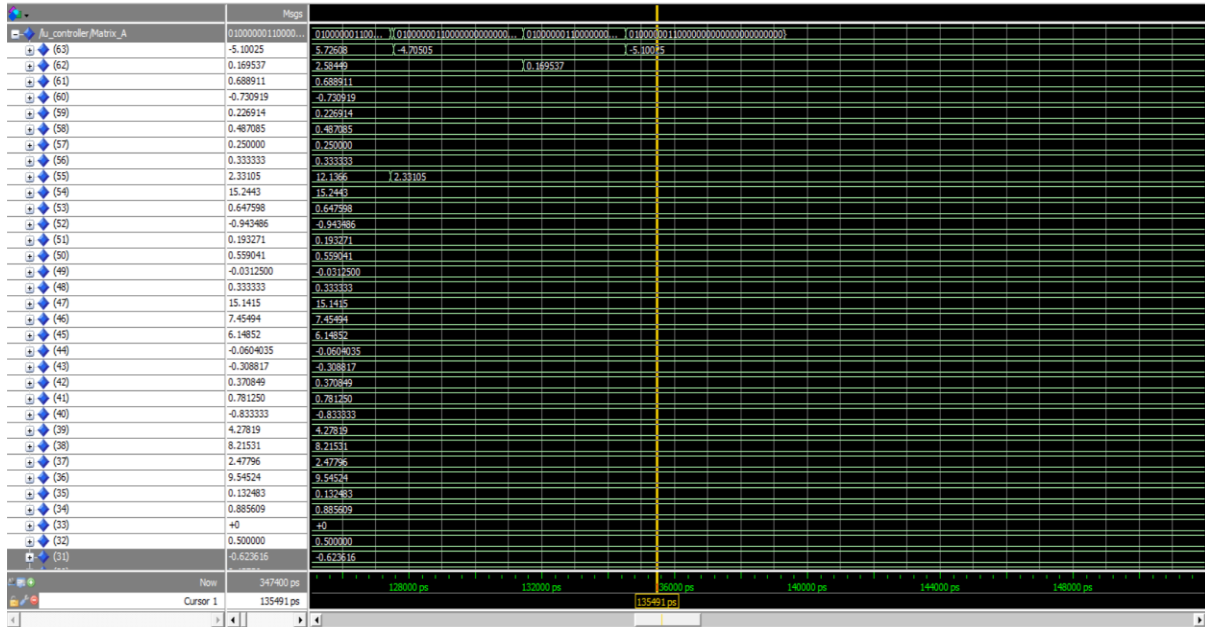 Msgs
/lu_controller/Matrix_A 01000000110000... 010000001100... (0100000011000000000000000... (0100000011000000... (01000000110000000000000000000000)
(63) -5.10025 5.72608 -4.70505 -5.10025
(62) 0.169537 2.58449 0.169537
(61) 0.688911 0.688911
(60) -0.730919 -0.730919
(59) 0.226914 0.226914
(58) 0.487085 0.487085
(57) 0.250000 0.250000
(56) 0.333333 0.333333
(55) 2.33105 12.1366 2.33105
(54) 15.2443 15.2443
(53) 0.647598 0.647598
(52) -0.943486 -0.943486
(51) 0.193271 0.193271
(50) 0.559041 0.559041
(49) -0.0312500 -0.0312500
(48) 0.333333 0.333333
(47) 15.1415 15.1415
(46) 7.45494 7.45494
(45) 6.14852 6.14852
(44) -0.0604035 -0.0604035
(43) -0.308817 -0.308817
(42) 0.370849 0.370849
(41) 0.781250 0.781250
(40) -0.833333 -0.833333
(39) 4.27819 4.27819
(38) 8.21531 8.21531
(37) 2.47796 2.47796
(36) 9.54524 9.54524
(35) 0.132483 0.132483
(34) 0.885609 0.885609
(33) +0 +0
(32) 0.500000 0.500000
(31) -0.623616 -0.623616
Now 347400 ps 128000 ps 132000 ps 36000 ps 140000 ps 144000 ps 148000 ps
Cursor 1 135491 ps 135491 ps